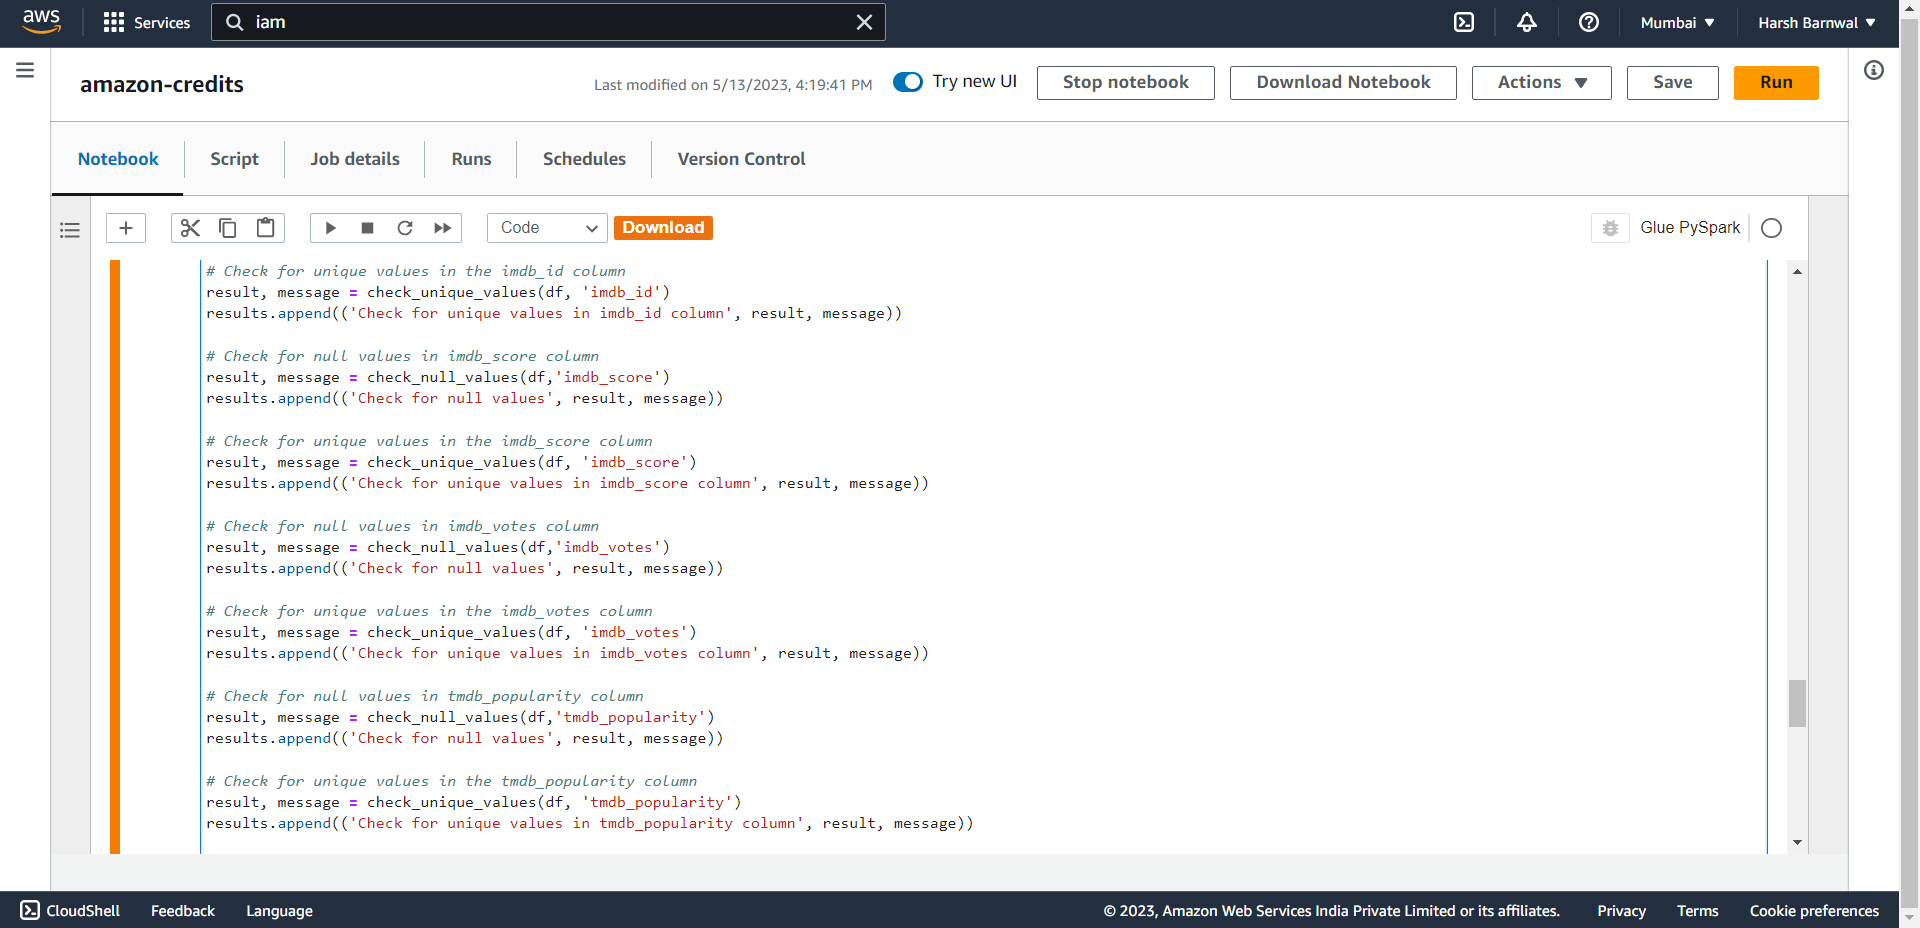 aws
Services
iam
Mumbai ▼
Harsh Barnwal ▼
amazon-credits
Last modified on 5/13/2023, 4:19:41 PM
Try new UI
Stop notebook
Download Notebook
Actions ▼
Save
Run
Notebook
Script
Job details
Runs
Schedules
Version Control
Code
Download
Glue PySpark
# Check for unique values in the imdb_id column
result, message = check_unique_values(df, 'imdb_id')
results.append(('Check for unique values in imdb_id column', result, message))
# Check for null values in imdb_score column
result, message = check_null_values(df,'imdb_score')
results.append(('Check for null values', result, message))
# Check for unique values in the imdb_score column
result, message = check_unique_values(df, 'imdb_score')
results.append(('Check for unique values in imdb_score column', result, message))
# Check for null values in imdb_votes column
result, message = check_null_values(df,'imdb_votes')
results.append(('Check for null values', result, message))
# Check for unique values in the imdb_votes column
result, message = check_unique_values(df, 'imdb_votes')
results.append(('Check for unique values in imdb_votes column', result, message))
# Check for null values in tmdb_popularity column
result, message = check_null_values(df,'tmdb_popularity')
results.append(('Check for null values', result, message))
# Check for unique values in the tmdb_popularity column
result, message = check_unique_values(df, 'tmdb_popularity')
results.append(('Check for unique values in tmdb_popularity column', result, message))
CloudShell
Feedback
Language
© 2023, Amazon Web Services India Private Limited or its affiliates.
Privacy
Terms
Cookie preferences